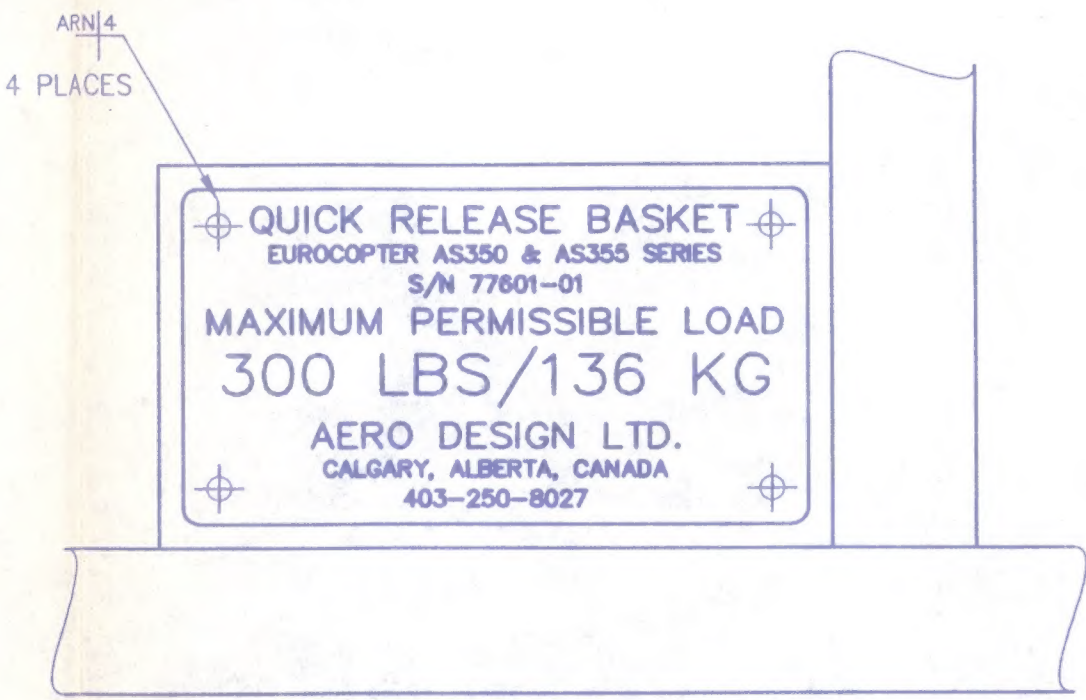 ARN 4
4 PLACES
QUICK RELEASE BASKET
EUROCOPTER AS350 & AS355 SERIES
S/N 77601-01
MAXIMUM PERMISSIBLE LOAD
300 LBS/136 KG
AERO DESIGN LTD.
CALGARY, ALBERTA, CANADA
403-250-8027